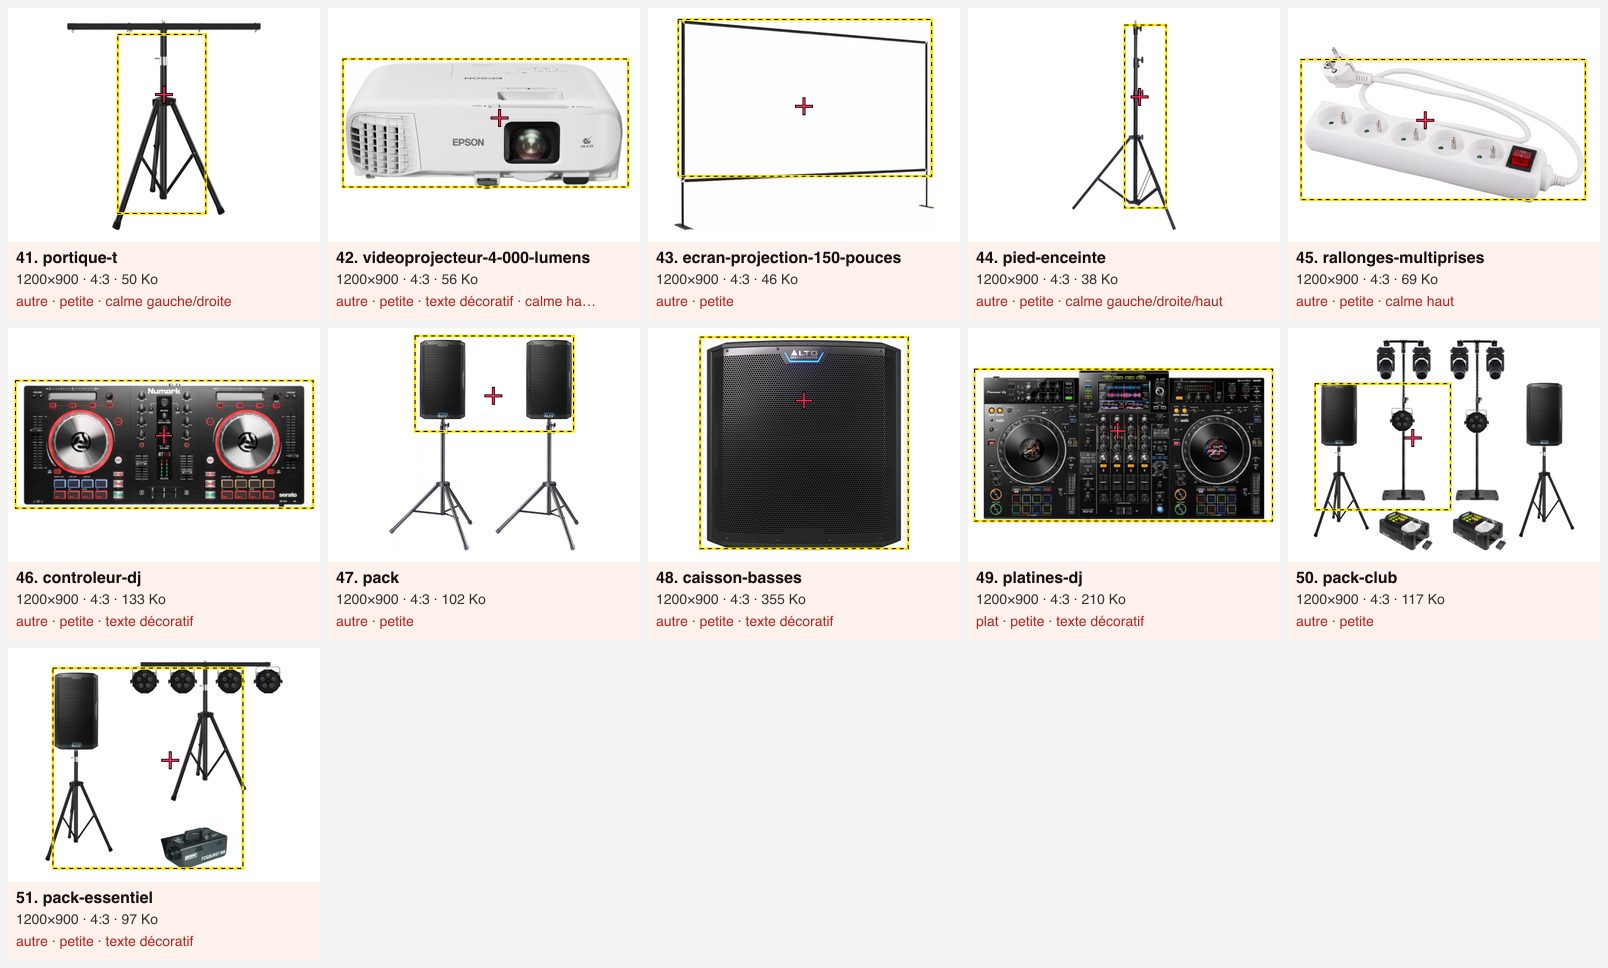 EPSON
EPSON
41. portique-t
1200×900 · 4:3 · 50 Ko
autre · petite · calme gauche/droite
42. videoprojecteur-4-000-lumens
1200×900 · 4:3 · 56 Ko
autre · petite · texte décoratif · calme ha…
43. ecran-projection-150-pouces
1200×900 · 4:3 · 46 Ko
autre · petite
44. pied-enceinte
1200×900 · 4:3 · 38 Ko
autre · petite · calme gauche/droite/haut
45. rallonges-multiprises
1200×900 · 4:3 · 69 Ko
autre · petite · calme haut
Numark
serato
ALTO
46. controleur-dj
1200×900 · 4:3 · 133 Ko
autre · petite · texte décoratif
47. pack
1200×900 · 4:3 · 102 Ko
autre · petite
48. caisson-basses
1200×900 · 4:3 · 355 Ko
autre · petite · texte décoratif
49. platines-dj
1200×900 · 4:3 · 210 Ko
plat · petite · texte décoratif
50. pack-club
1200×900 · 4:3 · 117 Ko
autre · petite
51. pack-essentiel
1200×900 · 4:3 · 97 Ko
autre · petite · texte décoratif